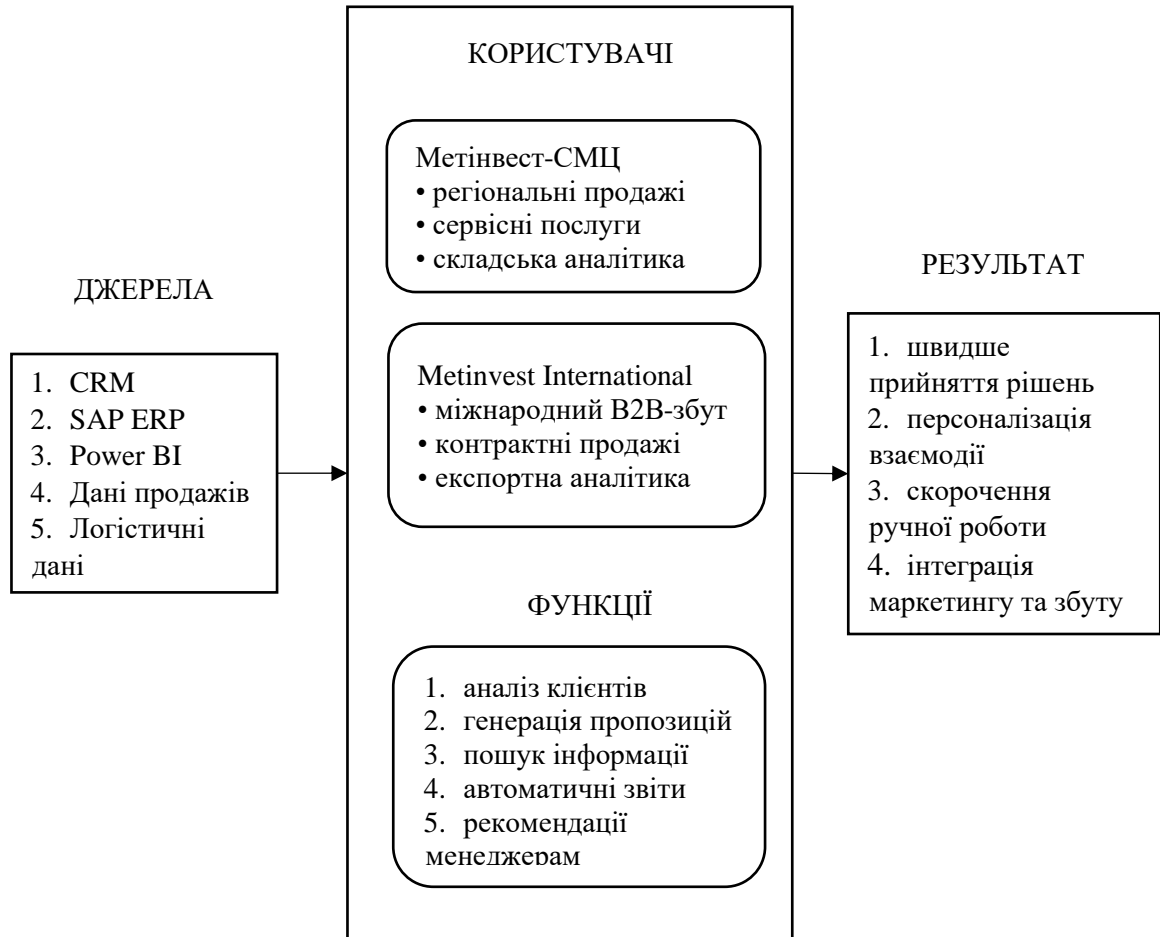 ДЖЕРЕЛА
1. CRM
2. SAP ERP
3. Power BI
4. Дані продажів
5. Логістичні
дані
КОРИСТУВАЧІ
Метінвест-СМЦ
• регіональні продажі
• сервісні послуги
• складська аналітика
Metinvest International
• міжнародний B2B-збут
• контрактні продажі
• експортна аналітика
ФУНКЦІЇ
1. аналіз клієнтів
2. генерація пропозицій
3. пошук інформації
4. автоматичні звіти
5. рекомендації
менеджерам
РЕЗУЛЬТАТ
1. швидше
прийняття рішень
2. персоналізація
взаємодії
3. скорочення
ручної роботи
4. інтеграція
маркетингу та збуту